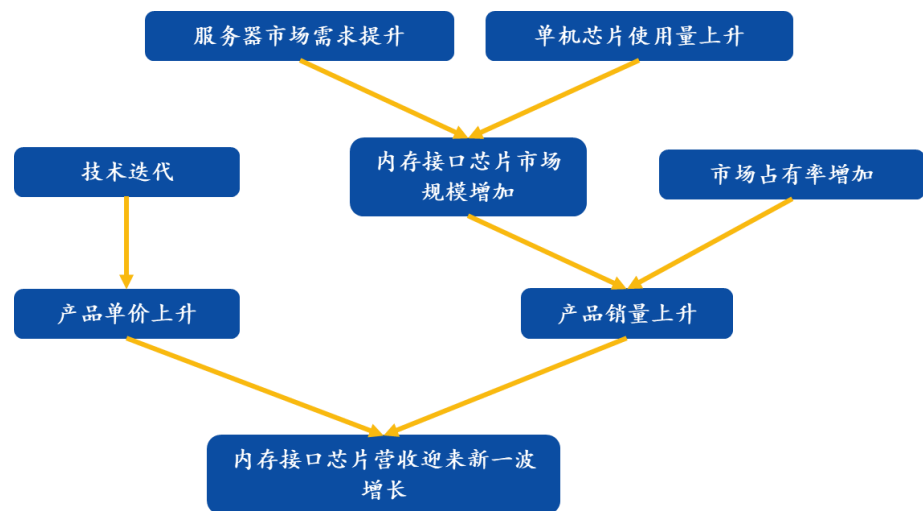 服务器市场需求提升
单机芯片使用量上升
技术迭代
内存接口芯片市场
规模增加
市场占有率增加
产品单价上升
产品销量上升
内存接口芯片营收迎来新一波
增长